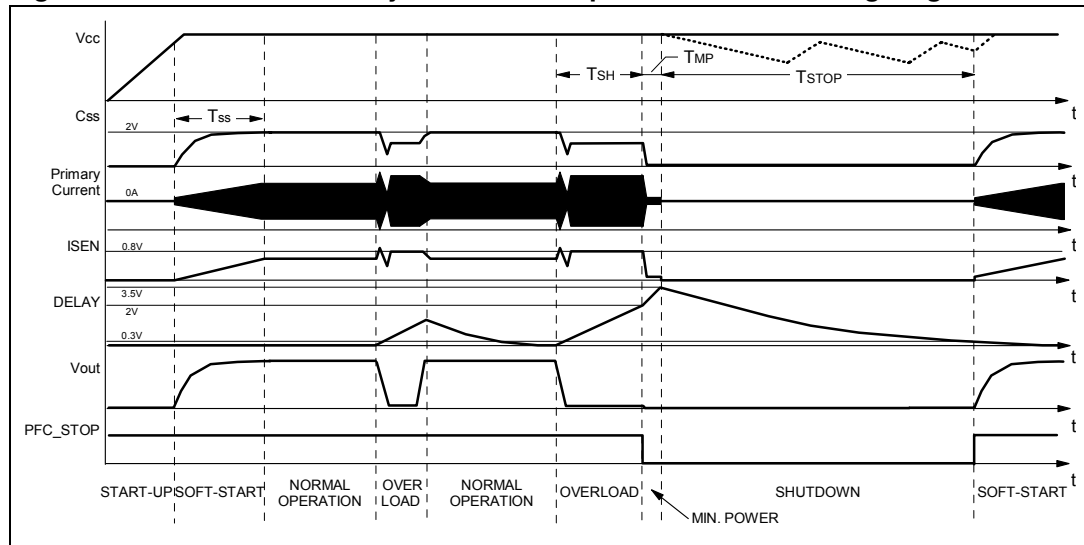 Vcc
TMP
TSH
TSTOP
t
Css
2V
Tss
t
Primary
Current
0A
t
ISEN
0.8V
t
DELAY
3.5V
2V
0.3V
t
Vout
t
PFC_STOP
t
START-UP
SOFT-START
NORMAL
OPERATION
OVER
LOAD
NORMAL
OPERATION
OVERLOAD
MIN. POWER
SHUTDOWN
SOFT-START